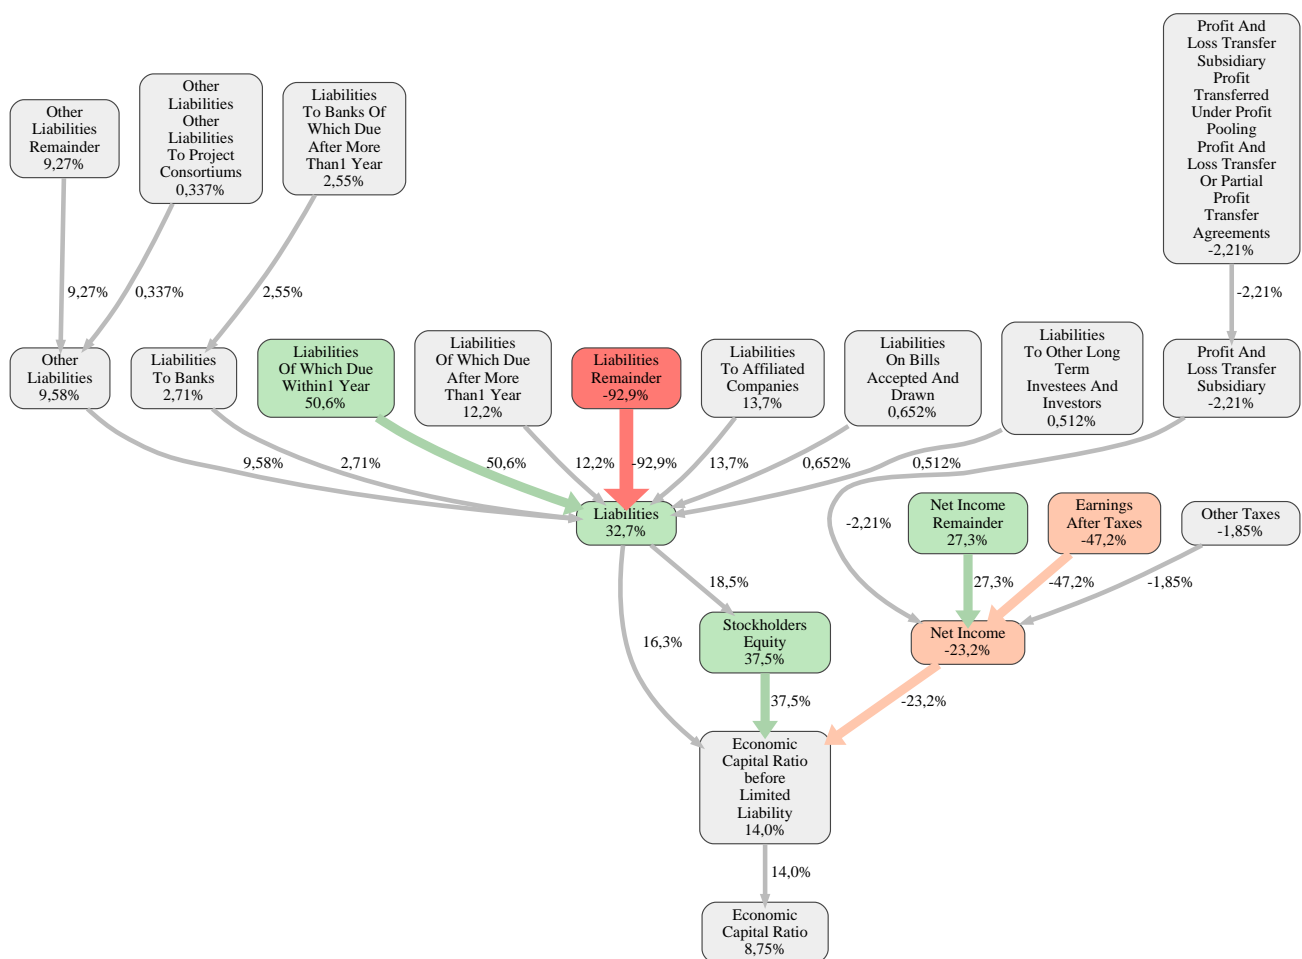 Profit And
Loss Transfer
Subsidiary
Profit
Transferred
Under Profit
Pooling
Profit And
Loss Transfer
Or Partial
Profit
Transfer
Agreements
-2,21%
Other
Liabilities
Remainder
9,27%
Other
Liabilities
Other
Liabilities
To Project
Consortiums
0,337%
Liabilities
To Banks Of
Which Due
After More
Than1 Year
2,55%
9,27%
0,337%
2,55%
-2,21%
Other
Liabilities
9,58%
Liabilities
To Banks
2,71%
Liabilities
Of Which Due
Within1 Year
50,6%
Liabilities
Of Which Due
After More
Than1 Year
12,2%
Liabilities
Remainder
-92,9%
Liabilities
To Affiliated
Companies
13,7%
Liabilities
On Bills
Accepted And
Drawn
0,652%
Liabilities
To Other Long
Term
Investees And
Investors
0,512%
Profit And
Loss Transfer
Subsidiary
-2,21%
9,58%
2,71%
50,6%
12,2%
-92,9%
13,7%
0,652%
0,512%
Liabilities
32,7%
-2,21%
Net Income
Remainder
27,3%
Earnings
After Taxes
-47,2%
Other Taxes
-1,85%
18,5%
27,3%
-47,2%
-1,85%
16,3%
Stockholders
Equity
37,5%
Net Income
-23,2%
37,5%
-23,2%
Economic
Capital Ratio
before
Limited
Liability
14,0%
14,0%
Economic
Capital Ratio
8,75%